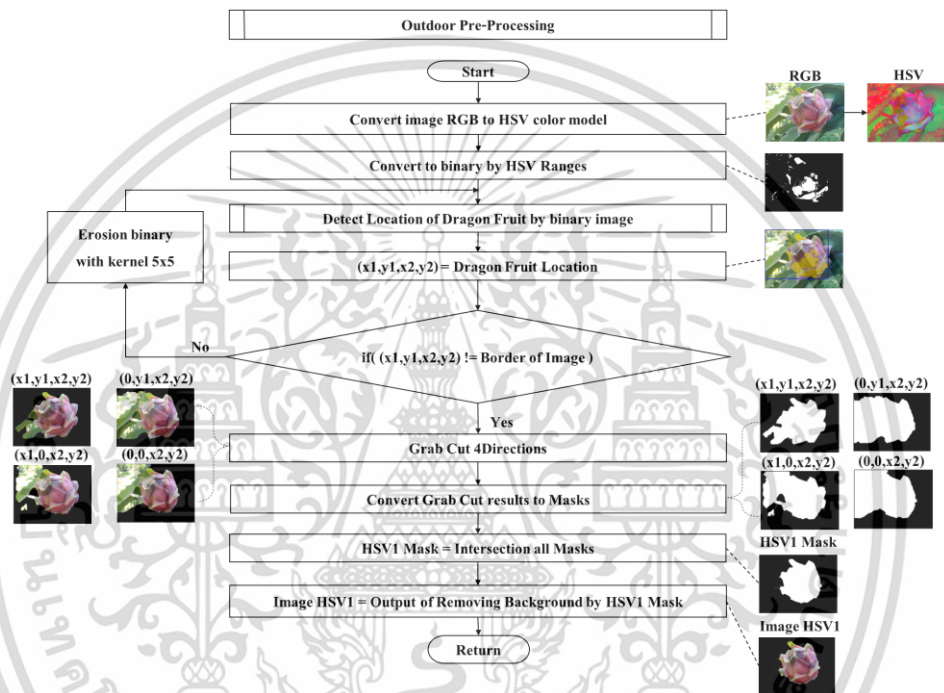 Outdoor Pre-Processing
Start
RGB
HSV
Convert image RGB to HSV color model
Convert to binary by HSV Ranges
Detect Location of Dragon Fruit by binary image
Erosion binary
with kernel 5x5
(x1,y1,x2,y2) = Dragon Fruit Location
No
if( (x1,y1,x2,y2) != Border of Image )
Yes
(x1,y1,x2,y2)
(0,y1,x2,y2)
(x1,0,x2,y2)
(0,0,x2,y2)
Grab Cut 4Directions
(x1,y1,x2,y2)
(0,y1,x2,y2)
(x1,0,x2,y2)
(0,0,x2,y2)
Convert Grab Cut results to Masks
HSV1 Mask
HSV1 Mask = Intersection all Masks
Image HSV1 = Output of Removing Background by HSV1 Mask
Image HSV1
Return